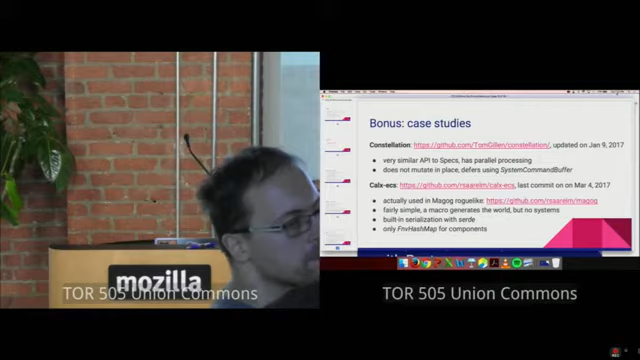 mozilla
TOR 505 Union Commons
Bonus: case studies
Constellation: https://github.com/TomGillen/constellation/, updated on Jan 9, 2017
very similar API to Specs, has parallel processing
does not mutate in place, defers using SystemCommandBuffer
Calx-ecs: https://github.com/rsaarelm/calx-ecs, last commit on on Mar 4, 2017
actually used in Magog roguelike: https://github.com/rsaarelm/magog
fairly simple, a macro generates the world, but no systems
built-in serialization with serde
only FnvHashMap for components
TOR 505 Union Commons